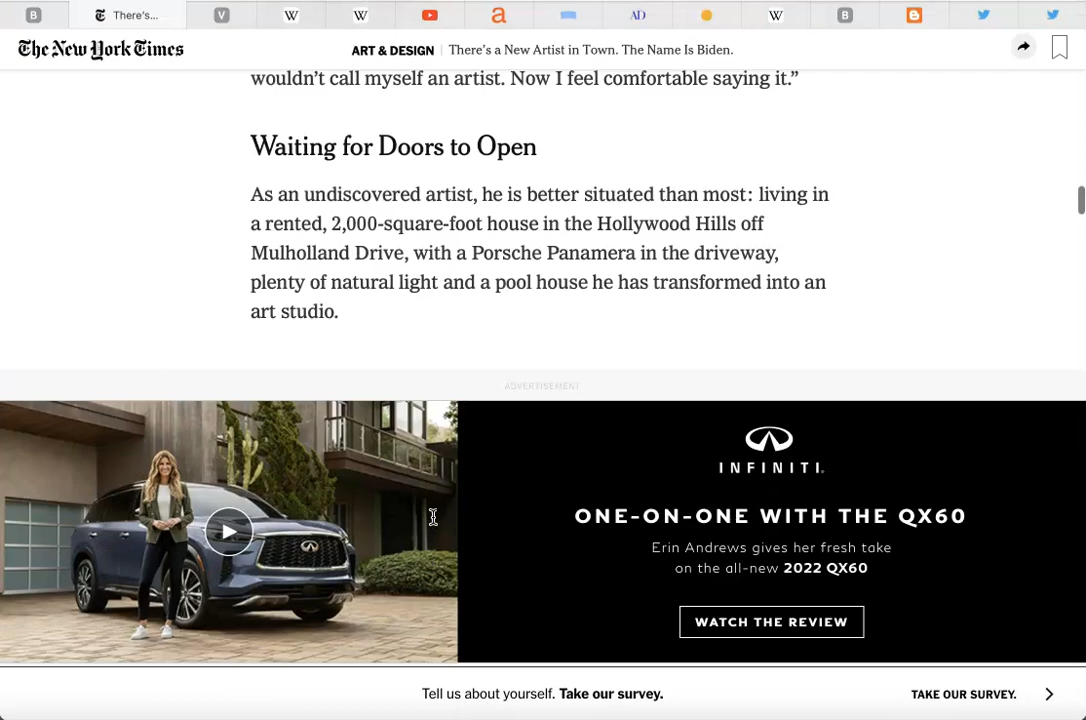 B There's... V W W a AD W B
The New York Times ART & DESIGN There's a New Artist in Town. The Name Is Biden.
wouldn't call myself an artist. Now I feel comfortable saying it.”
Waiting for Doors to Open
As an undiscovered artist, he is better situated than most: living in
a rented, 2,000-square-foot house in the Hollywood Hills off
Mulholland Drive, with a Porsche Panamera in the driveway,
plenty of natural light and a pool house he has transformed into an
art studio.
ADVERTISEMENT
INFINITI
ONE-ON-ONE WITH THE QX60
Erin Andrews gives her fresh take
on the all-new 2022 QX60
WATCH THE REVIEW
Tell us about yourself. Take our survey. TAKE OUR SURVEY.